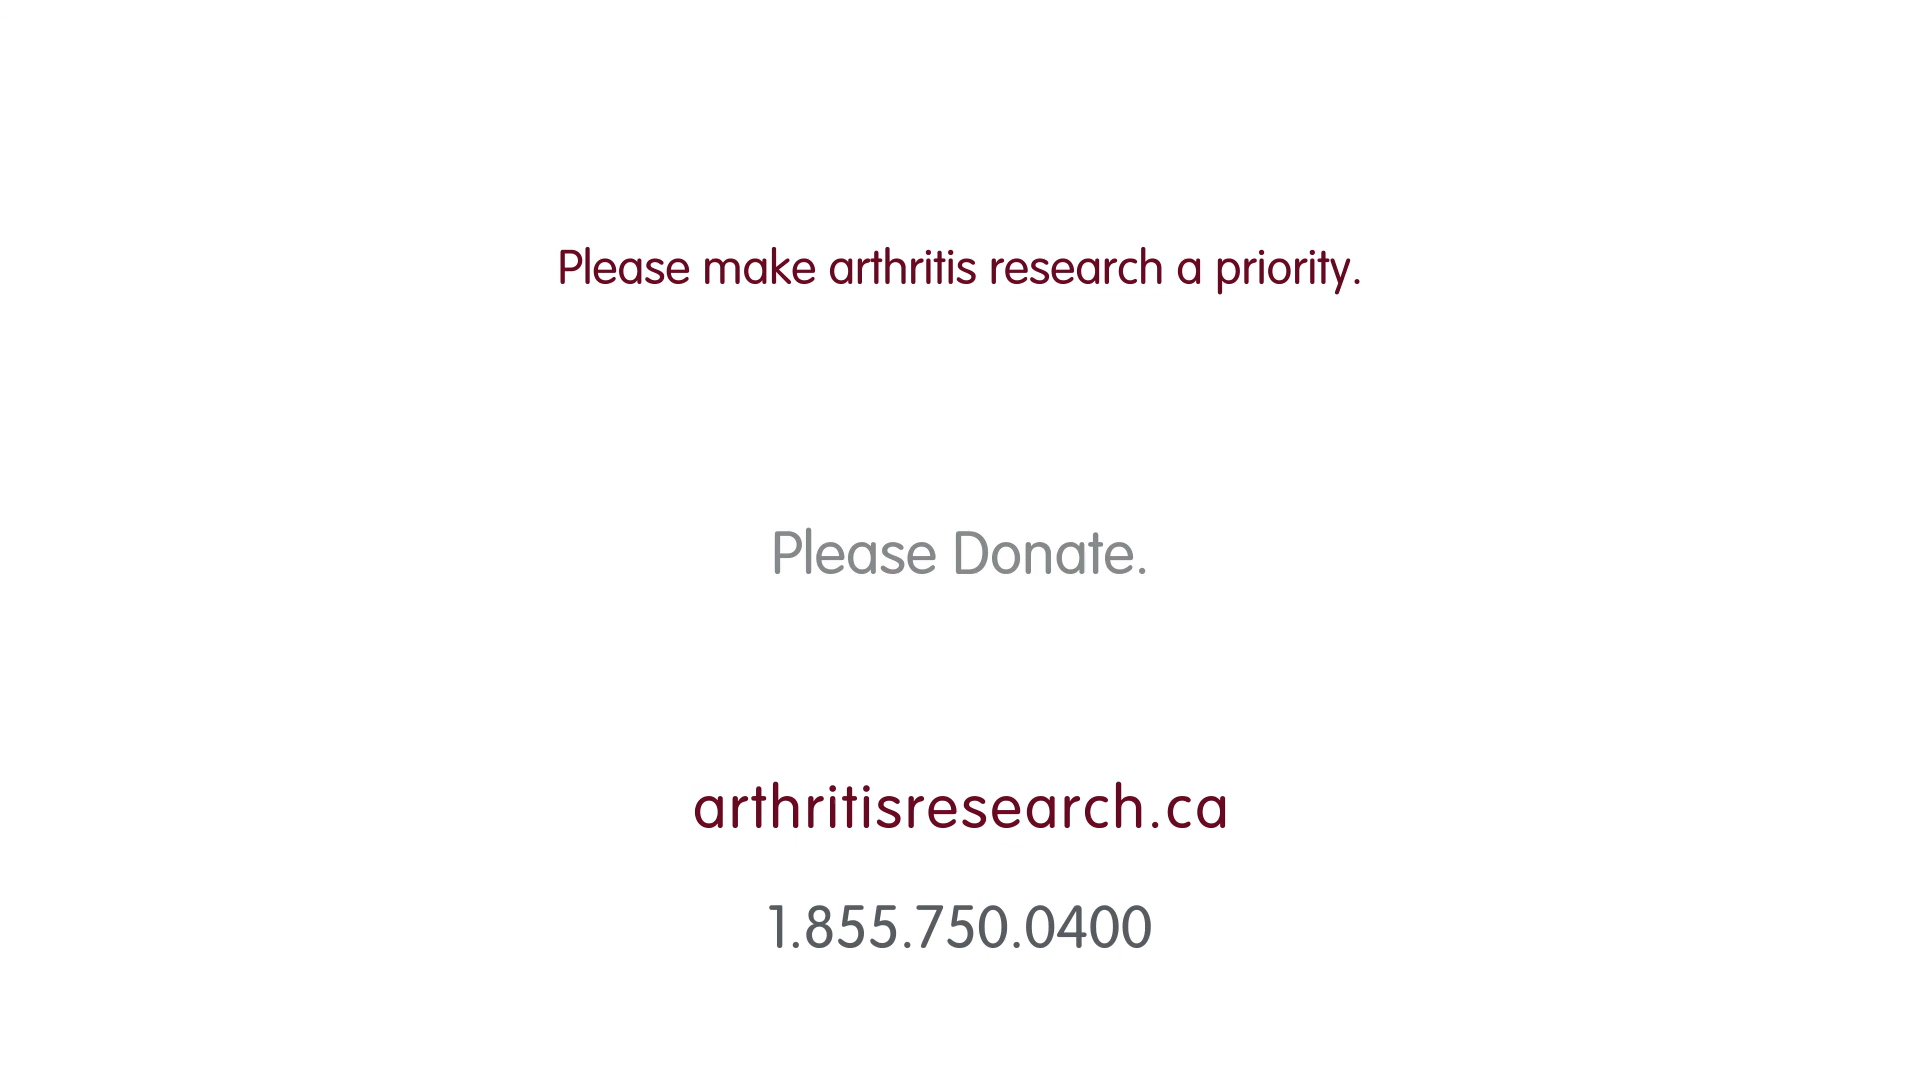 Please make arthritis research a priority.
Please Donate.
arthritisresearch.ca
1.855.750.0400